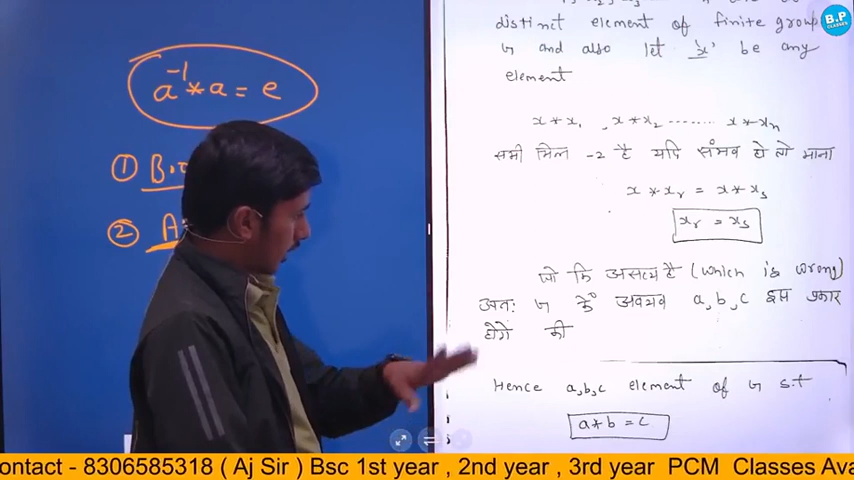 a⁻¹ * a = e
①
②
distinct element of finite group
G and also let 'x' be any
element
x * x₁ , x * x₂ ........ x * xₙ
सभी भिन्न -2 है यदि संभव हो तो माना
x * xᵣ = x * xₛ
xᵣ = xₛ
जो कि असत्य है (which is wrong)
अतः G के अवयव a, b, c इस प्रकार
होंगे की
Hence a,b,c element of G s.t
a * b = c
B.P
CLASSES
ontact - 8306585318 ( Aj Sir ) Bsc 1st year , 2nd year , 3rd year PCM Classes Ava